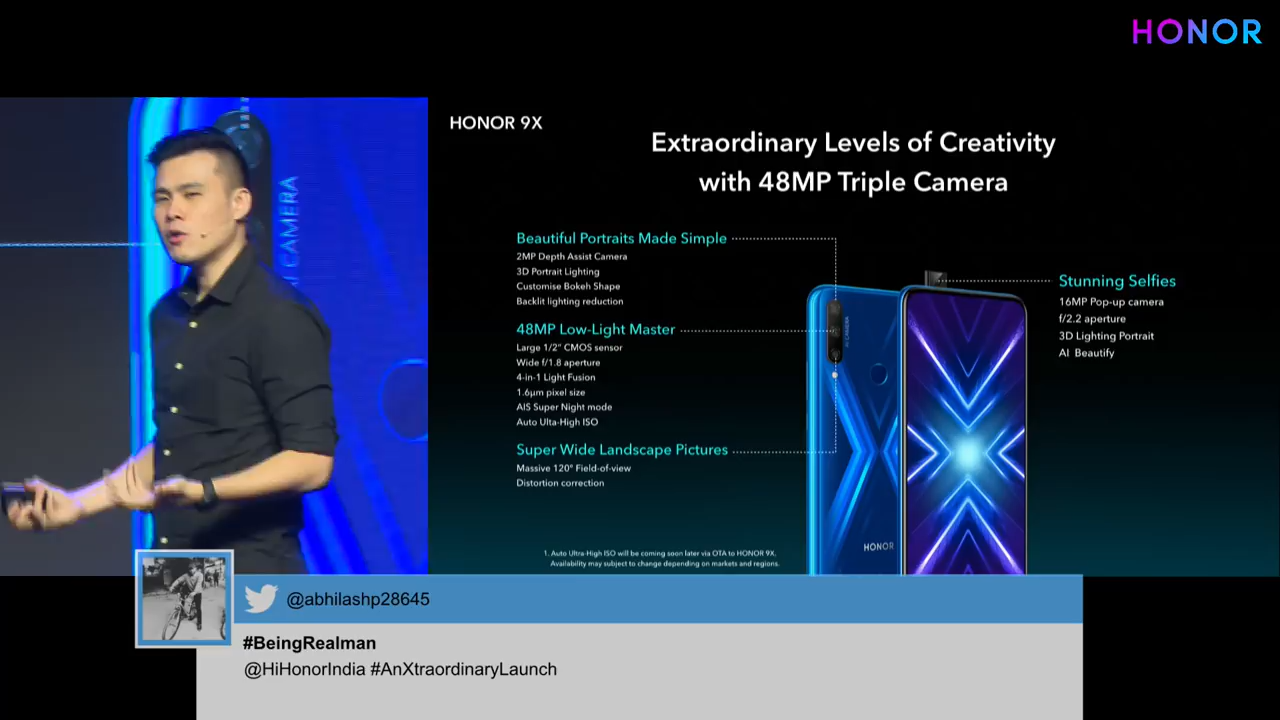 HONOR
HONOR 9X
Extraordinary Levels of Creativity
with 48MP Triple Camera
Beautiful Portraits Made Simple
2MP Depth Assist Camera
3D Portrait Lighting
Customise Bokeh Shape
Backlit lighting reduction
48MP Low-Light Master
Large 1/2" CMOS sensor
Wide f/1.8 aperture
4-in-1 Light Fusion
1.6μm pixel size
AIS Super Night mode
Auto Ulta-High ISO
Super Wide Landscape Pictures
Massive 120° Field-of-view
Distortion correction
Stunning Selfies
16MP Pop-up camera
f/2.2 aperture
3D Lighting Portrait
AI Beautify
CAMERA
AI CAMERA
HONOR
1. Auto Ultra-High ISO will be coming soon later via OTA to HONOR 9X.
Availability may subject to change depending on markets and regions.
@abhilashp28645
#BeingRealman
@HiHonorIndia #AnXtraordinaryLaunch